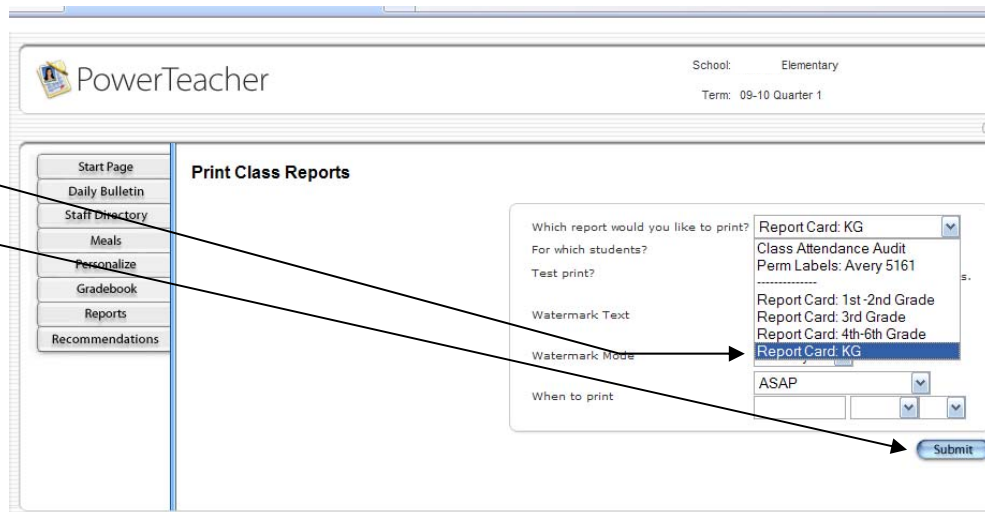 PowerTeacher
School: Elementary
Term: 09-10 Quarter 1
Start Page
Daily Bulletin
Staff Directory
Meals
Personalize
Gradebook
Reports
Recommendations
Print Class Reports
Which report would you like to print? Report Card: KG
For which students?
Test print?
Watermark Text
Watermark Mode
When to print
Class Attendance Audit
Perm Labels: Avery 5161
--------------
Report Card: 1st-2nd Grade
Report Card: 3rd Grade
Report Card: 4th-6th Grade
Report Card: KG
s.
ASAP
Submit